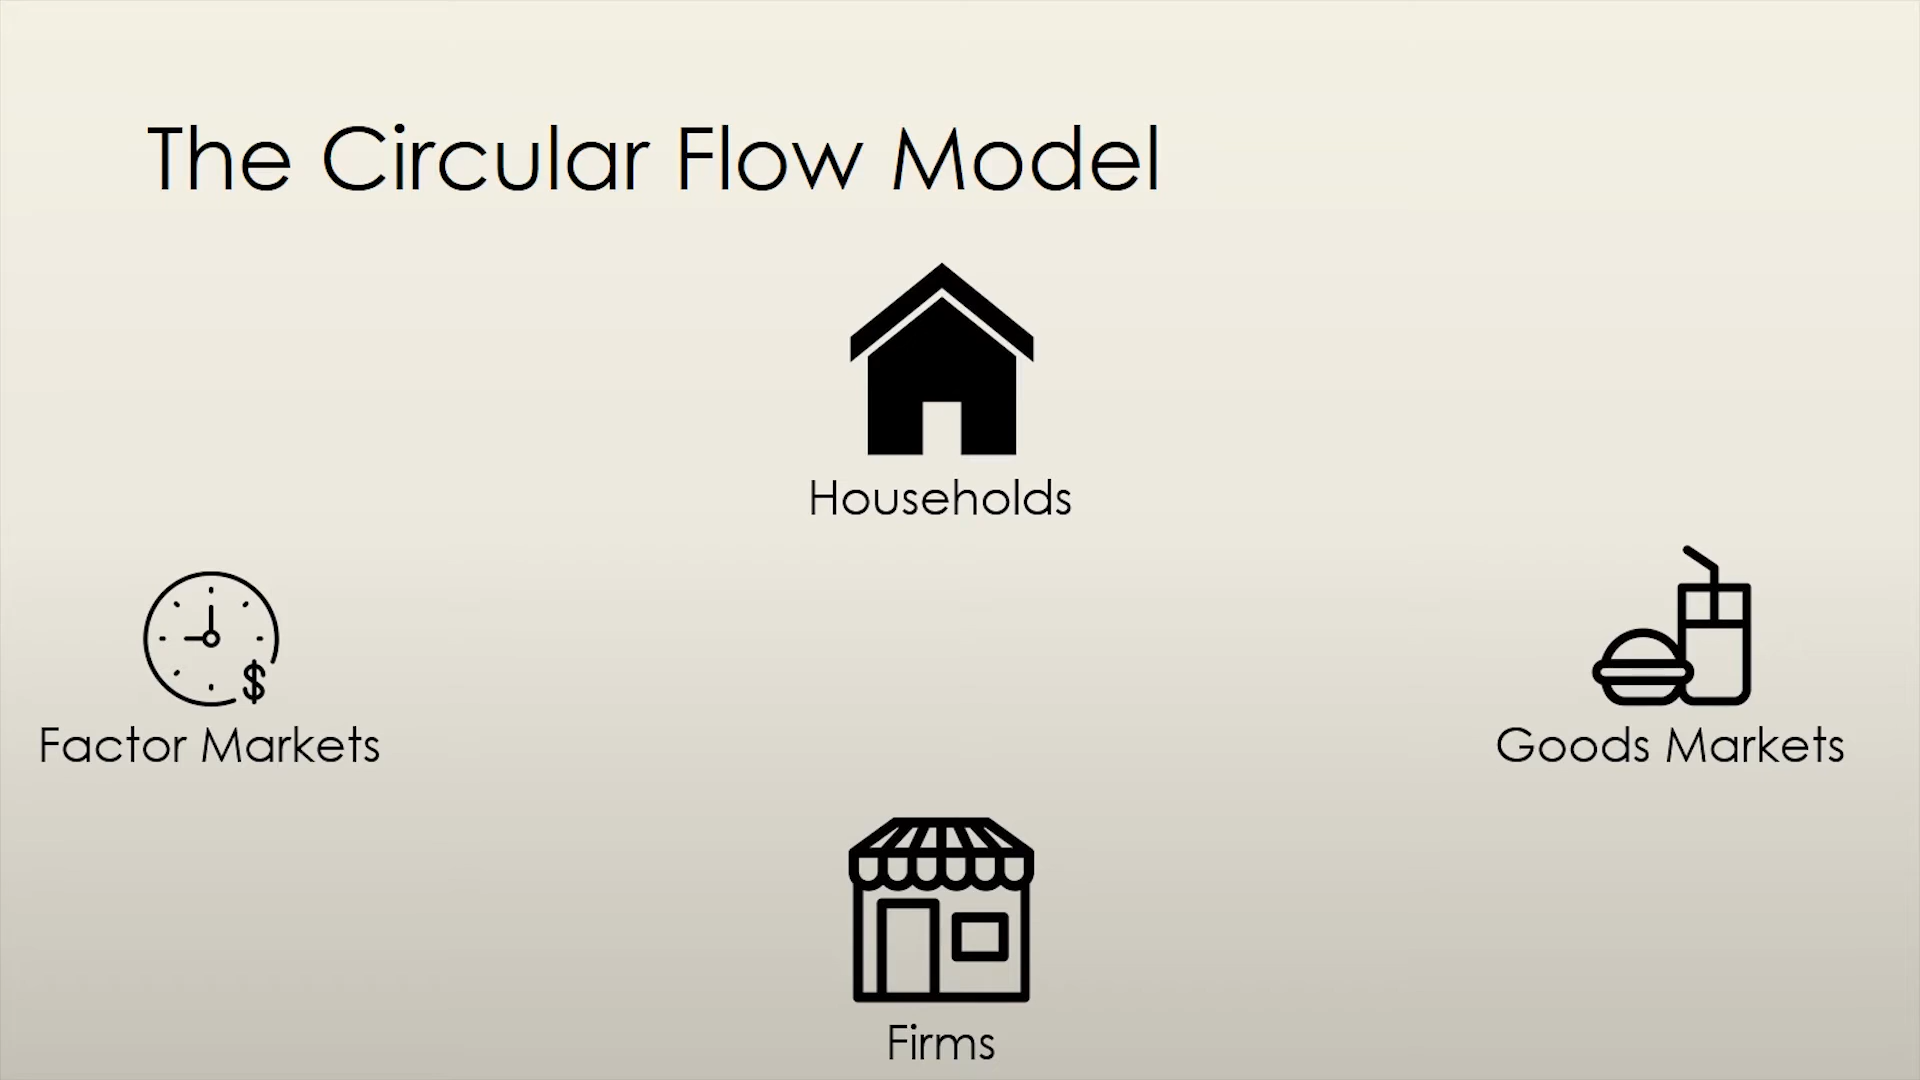 The Circular Flow Model
Households
$
Factor Markets
Goods Markets
Firms